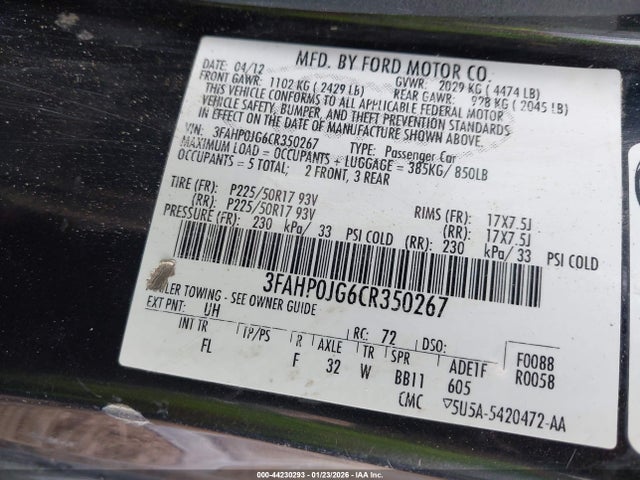 MFD. BY FORD MOTOR CO.
DATE: 04/12 GVWR: 2029 KG ( 4474 LB)
FRONT GAWR: 1102 KG ( 2429 lb) REAR GAWR: 928 KG ( 2045 LB)
THIS VEHICLE CONFORMS TO ALL APPLICABLE FEDERAL MOTOR
VEHICLE SAFETY, BUMPER, AND THEFT PREVENTION STANDARDS
IN EFFECT ON THE DATE OF MANUFACTURE SHOWN ABOVE.
VIN: 3FAHP0JG6CR350267 TYPE: Passenger Car
MAXIMUM LOAD = OCCUPANTS + LUGGAGE = 385KG/ 850LB
OCCUPANTS = 5 TOTAL; 2 FRONT, 3 REAR
TIRE (FR): P225/50R17 93V RIMS (FR): 17X7.5J
(RR): P225/50R17 93V (RR): 17X7.5J
PRESSURE (FR): 230 kPa/ 33 PSI COLD (RR): 230 kPa/ 33 PSI COLD
3FAHP0JG6CR350267
TOWING - SEE OWNER GUIDE
EXT PNT: UH RC: 72 DSO:
INT TR TP/PS R AXLE TR SPR ADETF F0088
FL F 32 W BB11 605 R0058
CMC ▽5U5A-5420472-AA
000-44230293 - 01/23/2026 - IAA Inc.